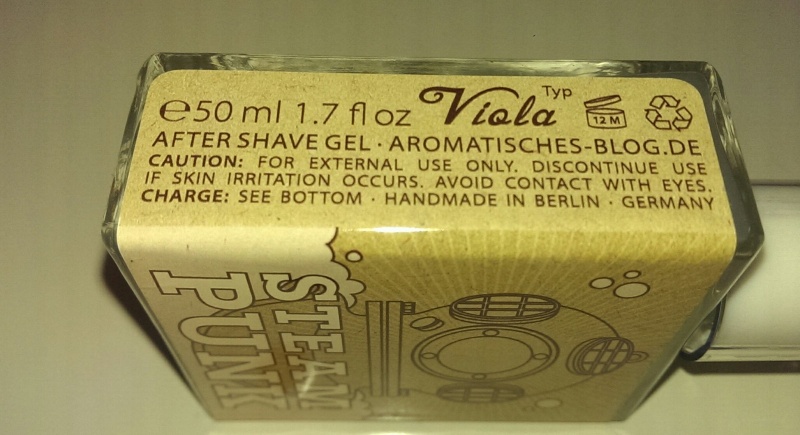 ℮50 ml 1.7 fl oz Viola Typ 12 M
AFTER SHAVE GEL · AROMATISCHES-BLOG.DE
CAUTION: FOR EXTERNAL USE ONLY. DISCONTINUE USE
IF SKIN IRRITATION OCCURS. AVOID CONTACT WITH EYES.
CHARGE: SEE BOTTOM · HANDMADE IN BERLIN · GERMANY
STEAM
PUNK